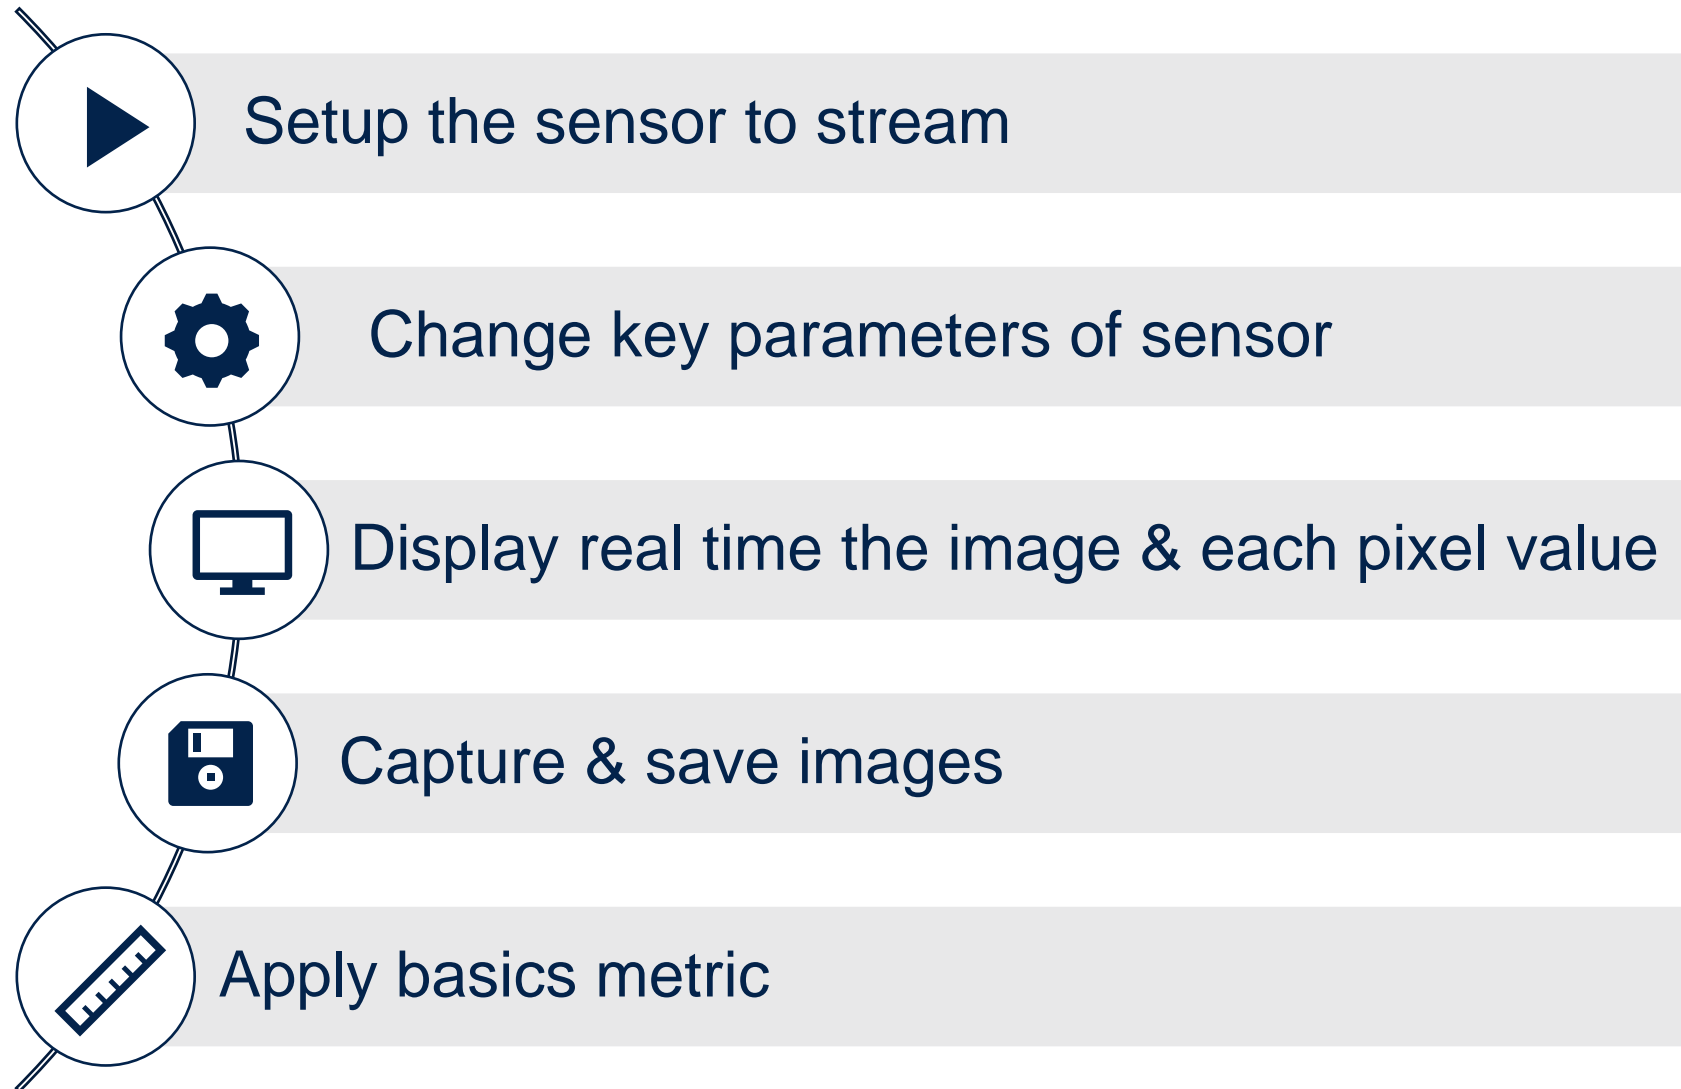 Setup the sensor to stream
Change key parameters of sensor
Display real time the image & each pixel value
Capture & save images
Apply basics metric